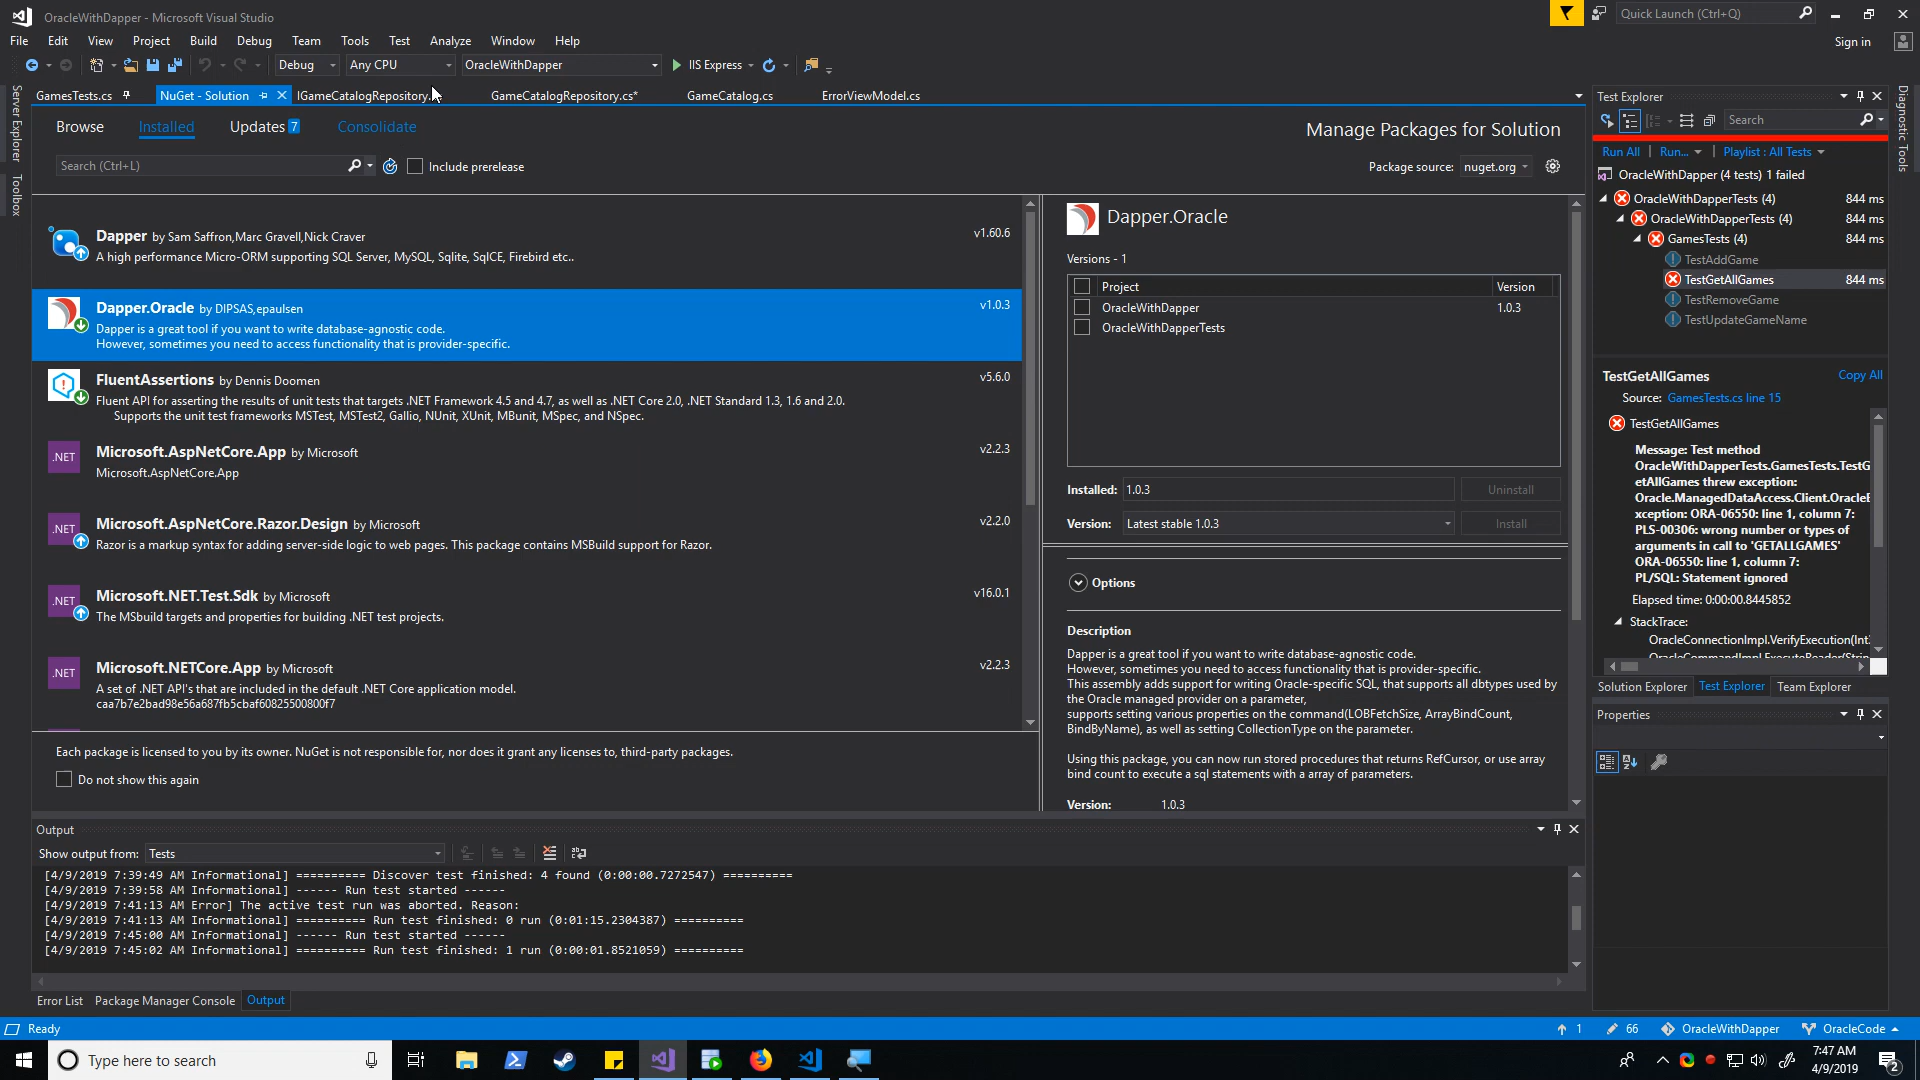 OracleWithDapper - Microsoft Visual Studio
Quick Launch (Ctrl+Q)
File Edit View Project Build Debug Team Tools Test Analyze Window Help
Sign in
Debug Any CPU OracleWithDapper IIS Express
GamesTests.cs NuGet - Solution IGameCatalogRepository. GameCatalogRepository.cs* GameCatalog.cs ErrorViewModel.cs
Server Explorer
Toolbox
Browse Installed Updates 7 Consolidate
Manage Packages for Solution
Search (Ctrl+L) Include prerelease
Package source: nuget.org
Dapper by Sam Saffron,Marc Gravell,Nick Craver v1.60.6
A high performance Micro-ORM supporting SQL Server, MySQL, Sqlite, SqlCE, Firebird etc..
Dapper.Oracle by DIPSAS,epaulsen v1.0.3
Dapper is a great tool if you want to write database-agnostic code.
However, sometimes you need to access functionality that is provider-specific.
FluentAssertions by Dennis Doomen v5.6.0
Fluent API for asserting the results of unit tests that targets .NET Framework 4.5 and 4.7, as well as .NET Core 2.0, .NET Standard 1.3, 1.6 and 2.0.
Supports the unit test frameworks MSTest, MSTest2, Gallio, NUnit, XUnit, MBunit, MSpec, and NSpec.
.NET
Microsoft.AspNetCore.App by Microsoft v2.2.3
Microsoft.AspNetCore.App
.NET
Microsoft.AspNetCore.Razor.Design by Microsoft v2.2.0
Razor is a markup syntax for adding server-side logic to web pages. This package contains MSBuild support for Razor.
.NET
Microsoft.NET.Test.Sdk by Microsoft v16.0.1
The MSbuild targets and properties for building .NET test projects.
.NET
Microsoft.NETCore.App by Microsoft v2.2.3
A set of .NET API's that are included in the default .NET Core application model.
caa7b7e2bad98e56a687fb5cbaf60825500800f7
Each package is licensed to you by its owner. NuGet is not responsible for, nor does it grant any licenses to, third-party packages.
Do not show this again
Dapper.Oracle
Versions - 1
Project Version
OracleWithDapper 1.0.3
OracleWithDapperTests
Installed: 1.0.3 Uninstall
Version: Latest stable 1.0.3 Install
Options
Description
Dapper is a great tool if you want to write database-agnostic code.
However, sometimes you need to access functionality that is provider-specific.
This assembly adds support for writing Oracle-specific SQL, that supports all dbtypes used by
the Oracle managed provider on a parameter,
supports setting various properties on the command(LOBFetchSize, ArrayBindCount,
BindByName), as well as setting CollectionType on the parameter.
Using this package, you can now run stored procedures that returns RefCursor, or use array
bind count to execute a sql statements with a array of parameters.
Version: 1.0.3
Output
Show output from: Tests
[4/9/2019 7:39:49 AM Informational] ========== Discover test finished: 4 found (0:00:00.7272547) ==========
[4/9/2019 7:39:58 AM Informational] ------ Run test started ------
[4/9/2019 7:41:13 AM Error] The active test run was aborted. Reason:
[4/9/2019 7:41:13 AM Informational] ========== Run test finished: 0 run (0:01:15.2304387) ==========
[4/9/2019 7:45:00 AM Informational] ------ Run test started ------
[4/9/2019 7:45:02 AM Informational] ========== Run test finished: 1 run (0:00:01.8521059) ==========
Error List Package Manager Console Output
Test Explorer
Search
Run All Run... Playlist : All Tests
OracleWithDapper (4 tests) 1 failed
OracleWithDapperTests (4) 844 ms
OracleWithDapperTests (4) 844 ms
GamesTests (4) 844 ms
TestAddGame
TestGetAllGames 844 ms
TestRemoveGame
TestUpdateGameName
TestGetAllGames Copy All
Source: GamesTests.cs line 15
TestGetAllGames
Message: Test method
OracleWithDapperTests.GamesTests.TestG
etAllGames threw exception:
Oracle.ManagedDataAccess.Client.OracleE
xception: ORA-06550: line 1, column 7:
PLS-00306: wrong number or types of
arguments in call to 'GETALLGAMES'
ORA-06550: line 1, column 7:
PL/SQL: Statement ignored
Elapsed time: 0:00:00.8445852
StackTrace:
OracleConnectionImpl.VerifyExecution(Int
Solution Explorer Test Explorer Team Explorer
Properties
Diagnostic Tools
Ready
1 66 OracleWithDapper OracleCode
Type here to search
7:47 AM
4/9/2019
2